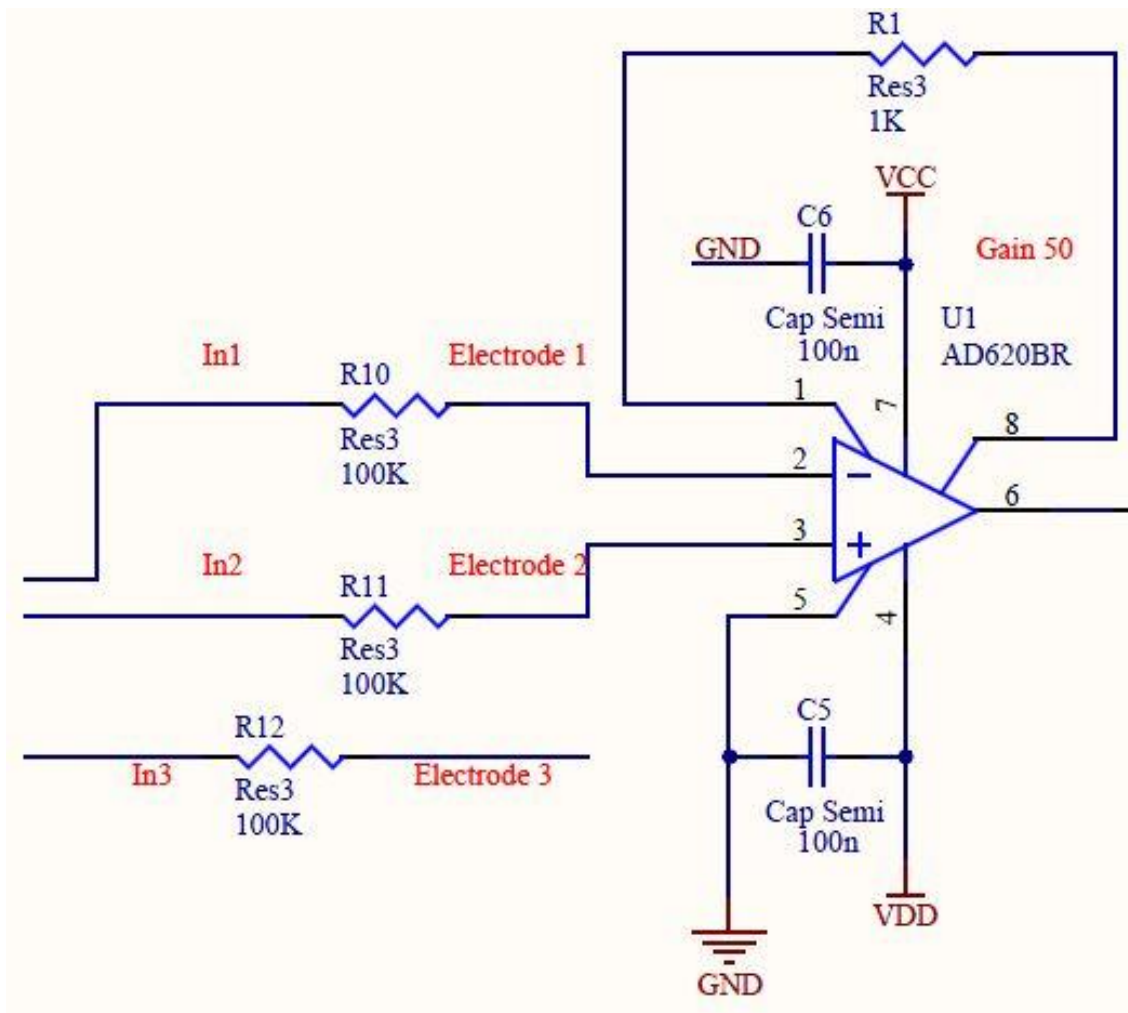 R1
Res3
1K
VCC
C6
GND
Gain 50
Cap Semi
100n
U1
AD620BR
In1
Electrode 1
R10
Res3
100K
1
7
8
2
−
6
3
+
In2
Electrode 2
R11
Res3
100K
5
4
R12
In3
Electrode 3
Res3
100K
C5
Cap Semi
100n
VDD
GND